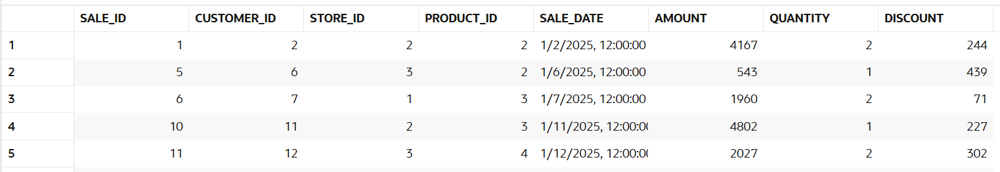 SALE_ID CUSTOMER_ID STORE_ID PRODUCT_ID SALE_DATE AMOUNT QUANTITY DISCOUNT
1 1 2 2 2 1/2/2025, 12:00:00 4167 2 244
2 5 6 3 2 1/6/2025, 12:00:00 543 1 439
3 6 7 1 3 1/7/2025, 12:00:00 1960 2 71
4 10 11 2 3 1/11/2025, 12:00:00 4802 1 227
5 11 12 3 4 1/12/2025, 12:00:00 2027 2 302